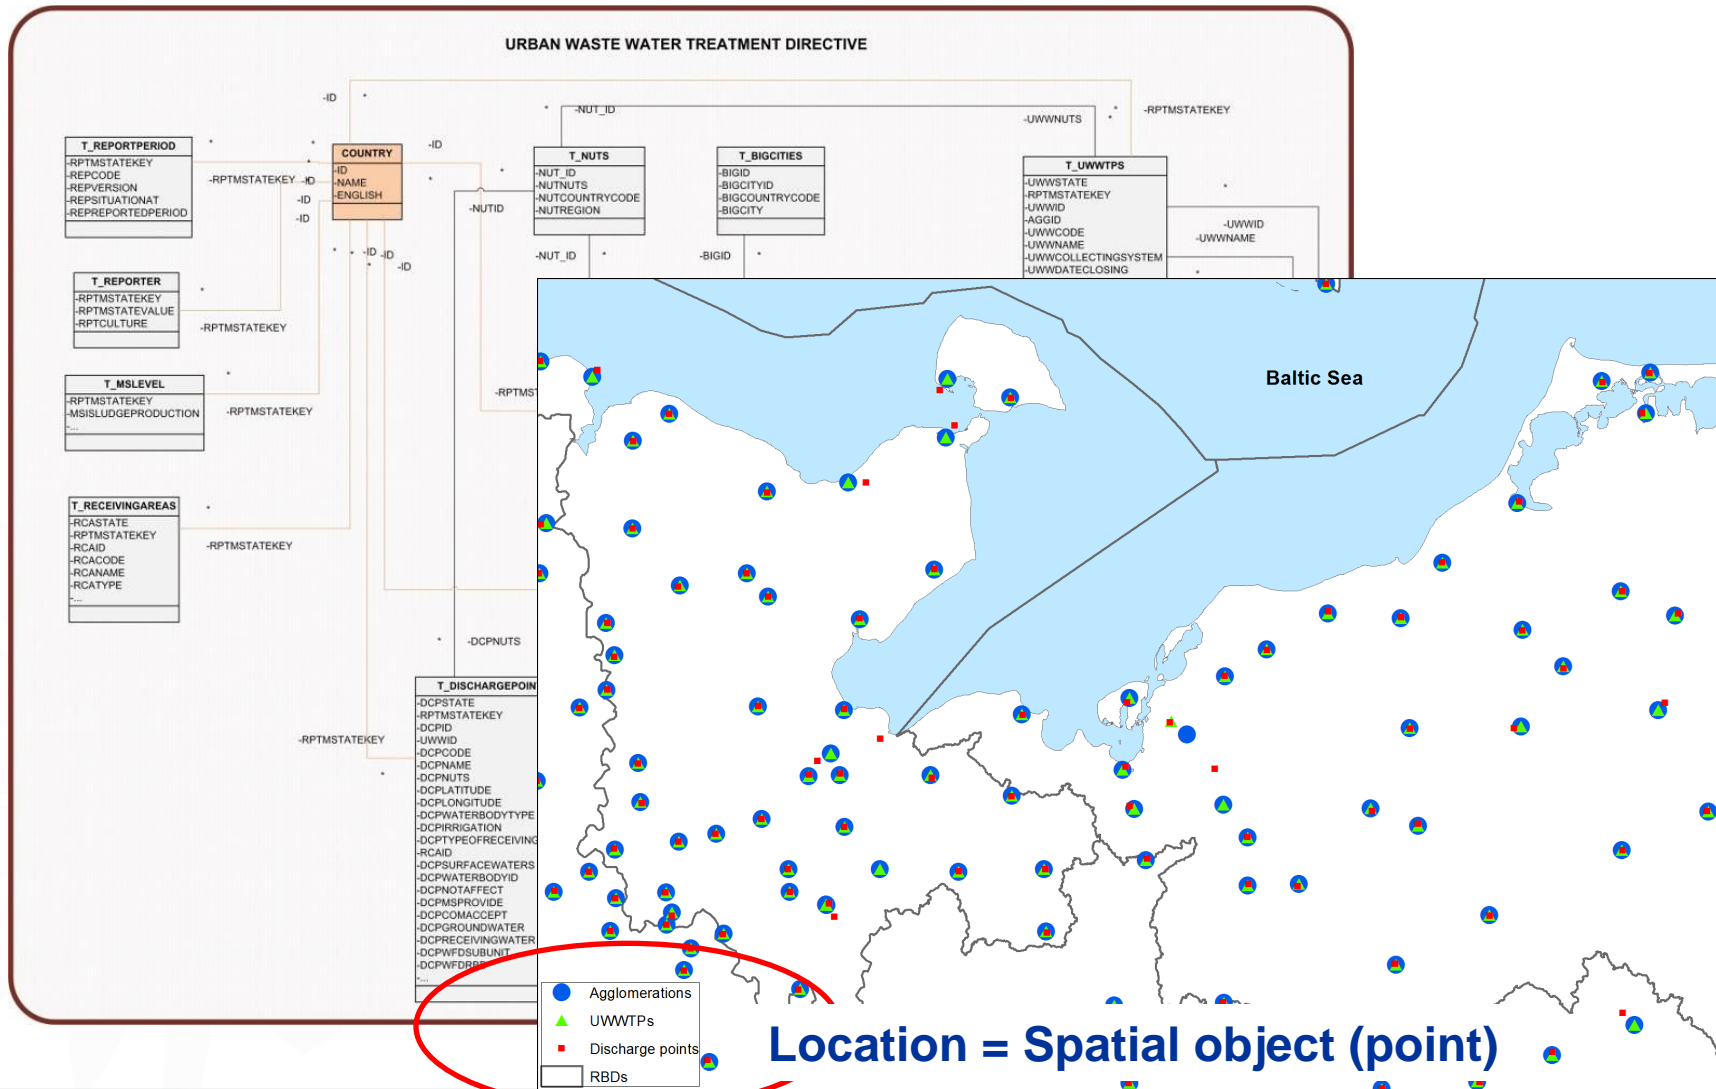 URBAN WASTE WATER TREATMENT DIRECTIVE
-ID
*
*
-NUT_ID
-UWWNUTS
*
*
-RPTMSTATEKEY
T_REPORTPERIOD
-RPTMSTATEKEY
-REPCODE
-REPVERSION
-REPSITUATIONAT
-REPREPORTEDPERIOD
*
-RPTMSTATEKEY
*
*
-ID
-ID
-ID
COUNTRY
-ID
-NAME
-ENGLISH
-ID
*
*
-NUTID
T_NUTS
-NUT_ID
-NUTNUTS
-NUTCOUNTRYCODE
-NUTREGION
T_BIGCITIES
-BIGID
-BIGCITYID
-BIGCOUNTRYCODE
-BIGCITY
T_UWWTPS
-UWWSTATE
-RPTMSTATEKEY
-UWWID
-AGGID
-UWWCODE
-UWWNAME
-UWWCOLLECTINGSYSTEM
-UWWDATECLOSING
*
-UWWID
-UWWNAME
*
* * -ID -ID
* -ID
-NUT_ID *
-BIGID *
T_REPORTER
-RPTMSTATEKEY
-RPTMSTATEVALUE
-RPTCULTURE
*
-RPTMSTATEKEY
T_MSLEVEL
-RPTMSTATEKEY
-MSISLUDGEPRODUCTION
-...
*
-RPTMSTATEKEY
-RPTMS
T_RECEIVINGAREAS
-RCASTATE
-RPTMSTATEKEY
-RCAID
-RCACODE
-RCANAME
-RCATYPE
-...
*
-RPTMSTATEKEY
*
-DCPNUTS
-RPTMSTATEKEY
*
T_DISCHARGEPOIN
-DCPSTATE
-RPTMSTATEKEY
-DCPID
-UWWID
-DCPCODE
-DCPNAME
-DCPNUTS
-DCPLATITUDE
-DCPLONGITUDE
-DCPWATERBODYTYPE
-DCPIRRIGATION
-DCPTYPEOFRECEIVING
-RCAID
-DCPSURFACEWATERS
-DCPWATERBODYID
-DCPNOTAFFECT
-DCPMSPROVIDE
-DCPCOMACCEPT
-DCPGROUNDWATER
-DCPRECEIVINGWATER
-DCPWFDSUBUNIT
-DCPWFDRBD
-...
Baltic Sea
Agglomerations
UWWTPs
Discharge points
RBDs
Location = Spatial object (point)